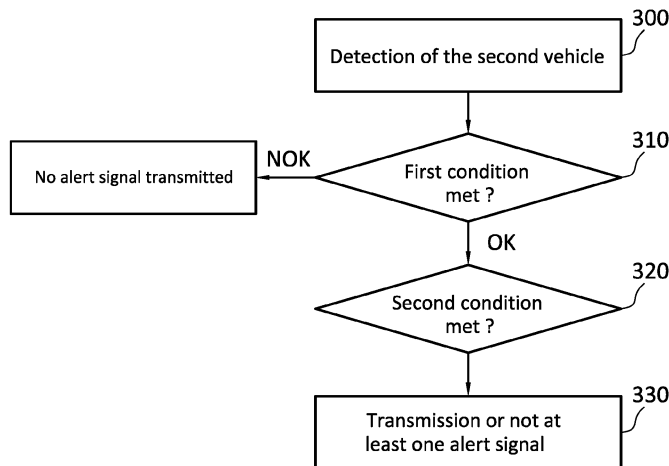 300
Detection of the second vehicle
310
NOK
No alert signal transmitted
First condition
met ?
OK
320
Second condition
met ?
330
Transmission or not at
least one alert signal